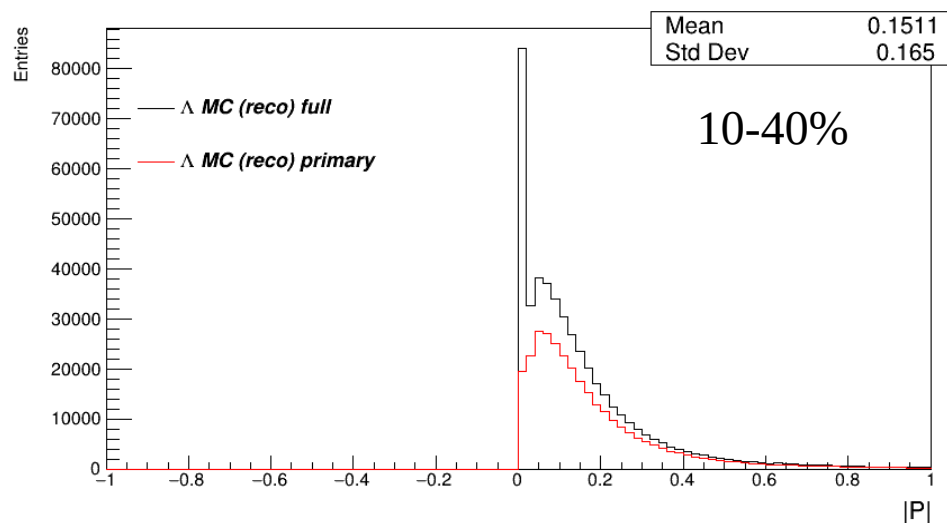 Mean 0.1511
Std Dev 0.165
Entries
80000
70000
60000
50000
40000
30000
20000
10000
0
Λ MC (reco) full
Λ MC (reco) primary
10-40%
−1 −0.8 −0.6 −0.4 −0.2 0 0.2 0.4 0.6 0.8 1
|P|